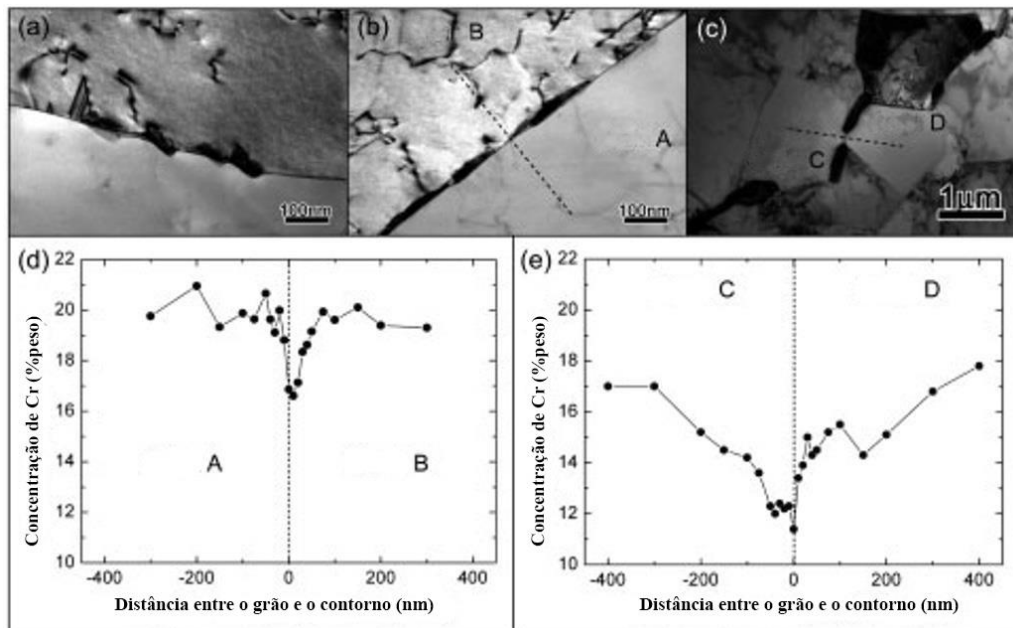 (a)
100nm
(b)
B
A
100nm
(c)
D
C
1μm
(d)
22
20
18
16
14
12
10
A
B
-400
-200
0
200
400
Concentração de Cr (%peso)
Distância entre o grão e o contorno (nm)
(e)
22
20
18
16
14
12
10
C
D
-400
-200
0
200
400
Concentração de Cr (%peso)
Distância entre o grão e o contorno (nm)